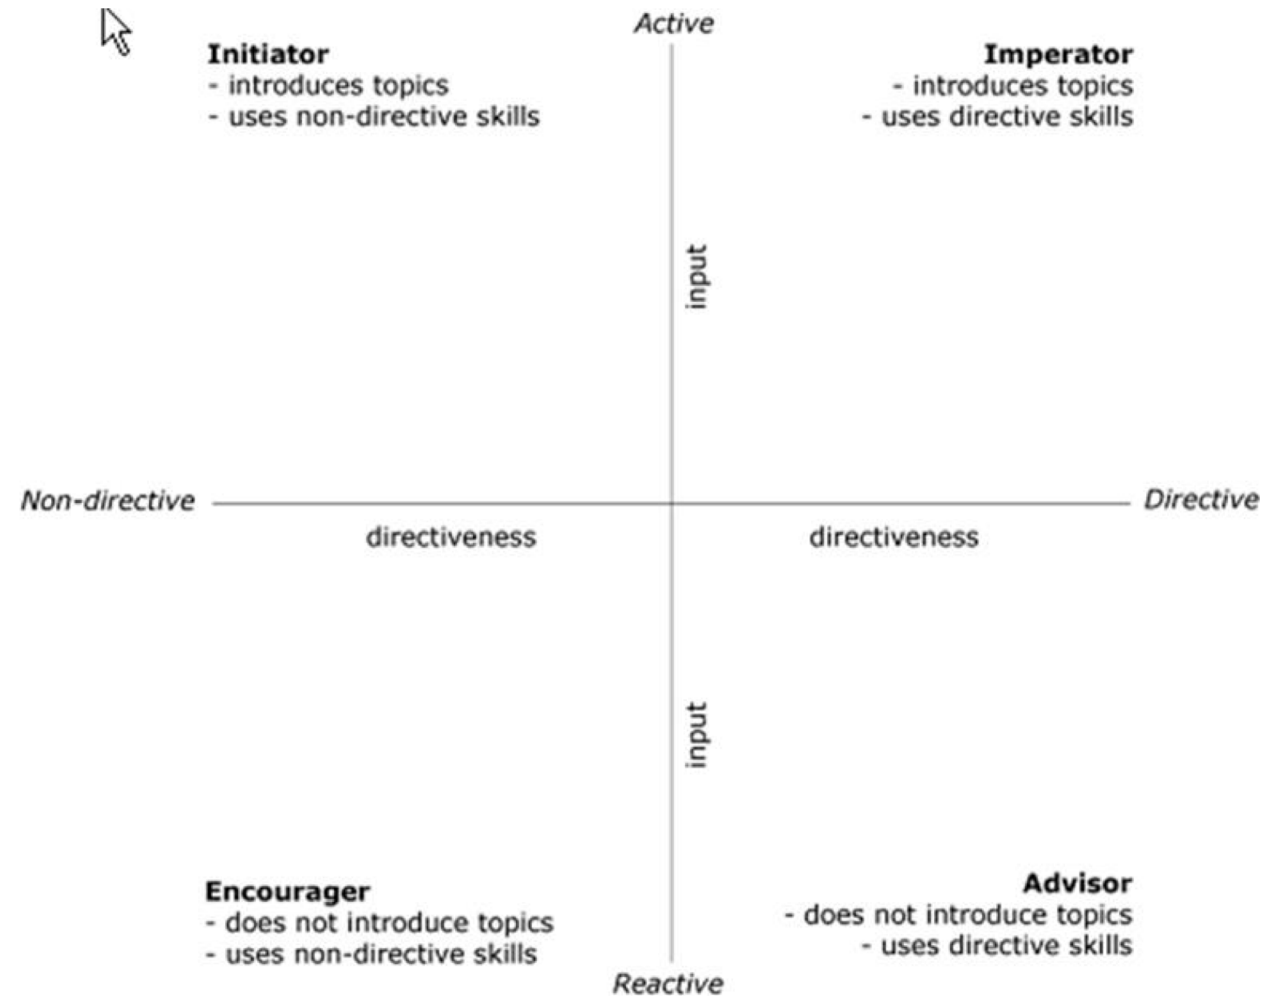 Active
Initiator
- introduces topics
- uses non-directive skills
Imperator
- introduces topics
- uses directive skills
input
Non-directive
Directive
directiveness
directiveness
input
Encourager
- does not introduce topics
- uses non-directive skills
Advisor
- does not introduce topics
- uses directive skills
Reactive